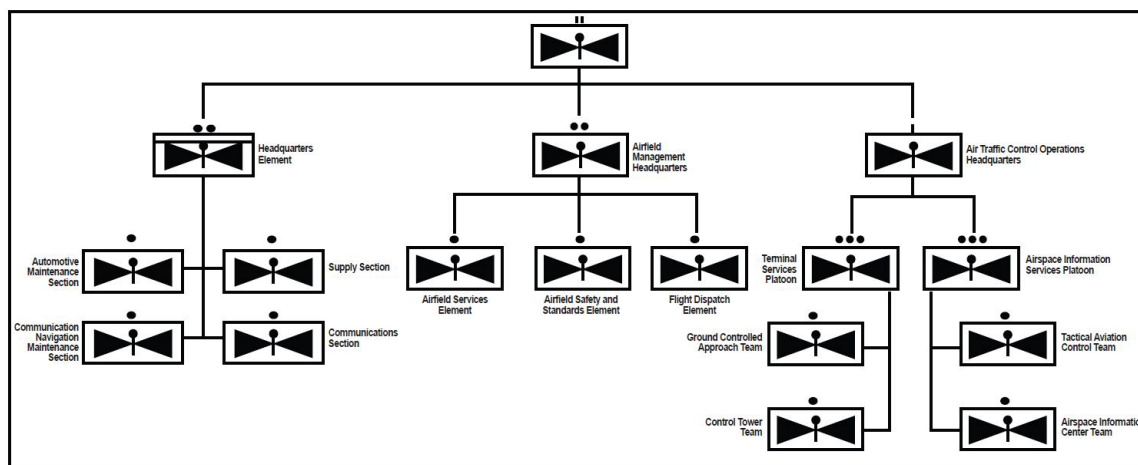 Headquarters
Element
Airfield
Management
Headquarters
Air Traffic Control Operations
Headquarters
Automotive
Maintenance
Section
Supply Section
Communication
Navigation
Maintenance
Section
Communications
Section
Airfield Services
Element
Airfield Safety and
Standards Element
Flight Dispatch
Element
Terminal
Services
Platoon
Airspace Information
Services Platoon
Ground Controlled
Approach Team
Tactical Aviation
Control Team
Control Tower
Team
Airspace Informatio
Center Team